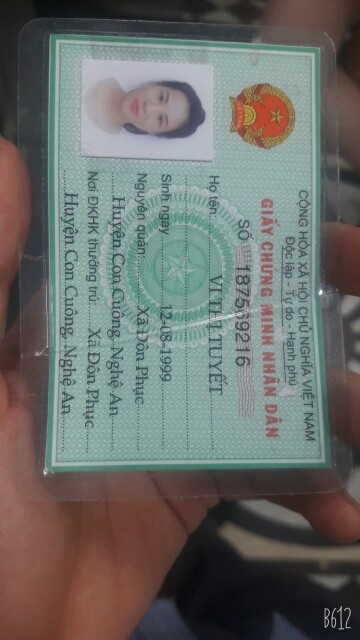 CỘNG HÒA XÃ HỘI CHỦ NGHĨA VIỆT NAM
Độc lập - Tự do - Hạnh phúc
GIẤY CHỨNG MINH NHÂN DÂN
SỐ 187569216
Họ tên: VI THỊ TUYẾT
Sinh ngày 12-08-1999
Nguyên quán: Xã Đôn Phục
Huyện Con Cuông, Nghệ An
Nơi ĐKHK thường trú: Xã Đôn Phục
Huyện Con Cuông, Nghệ An
B612